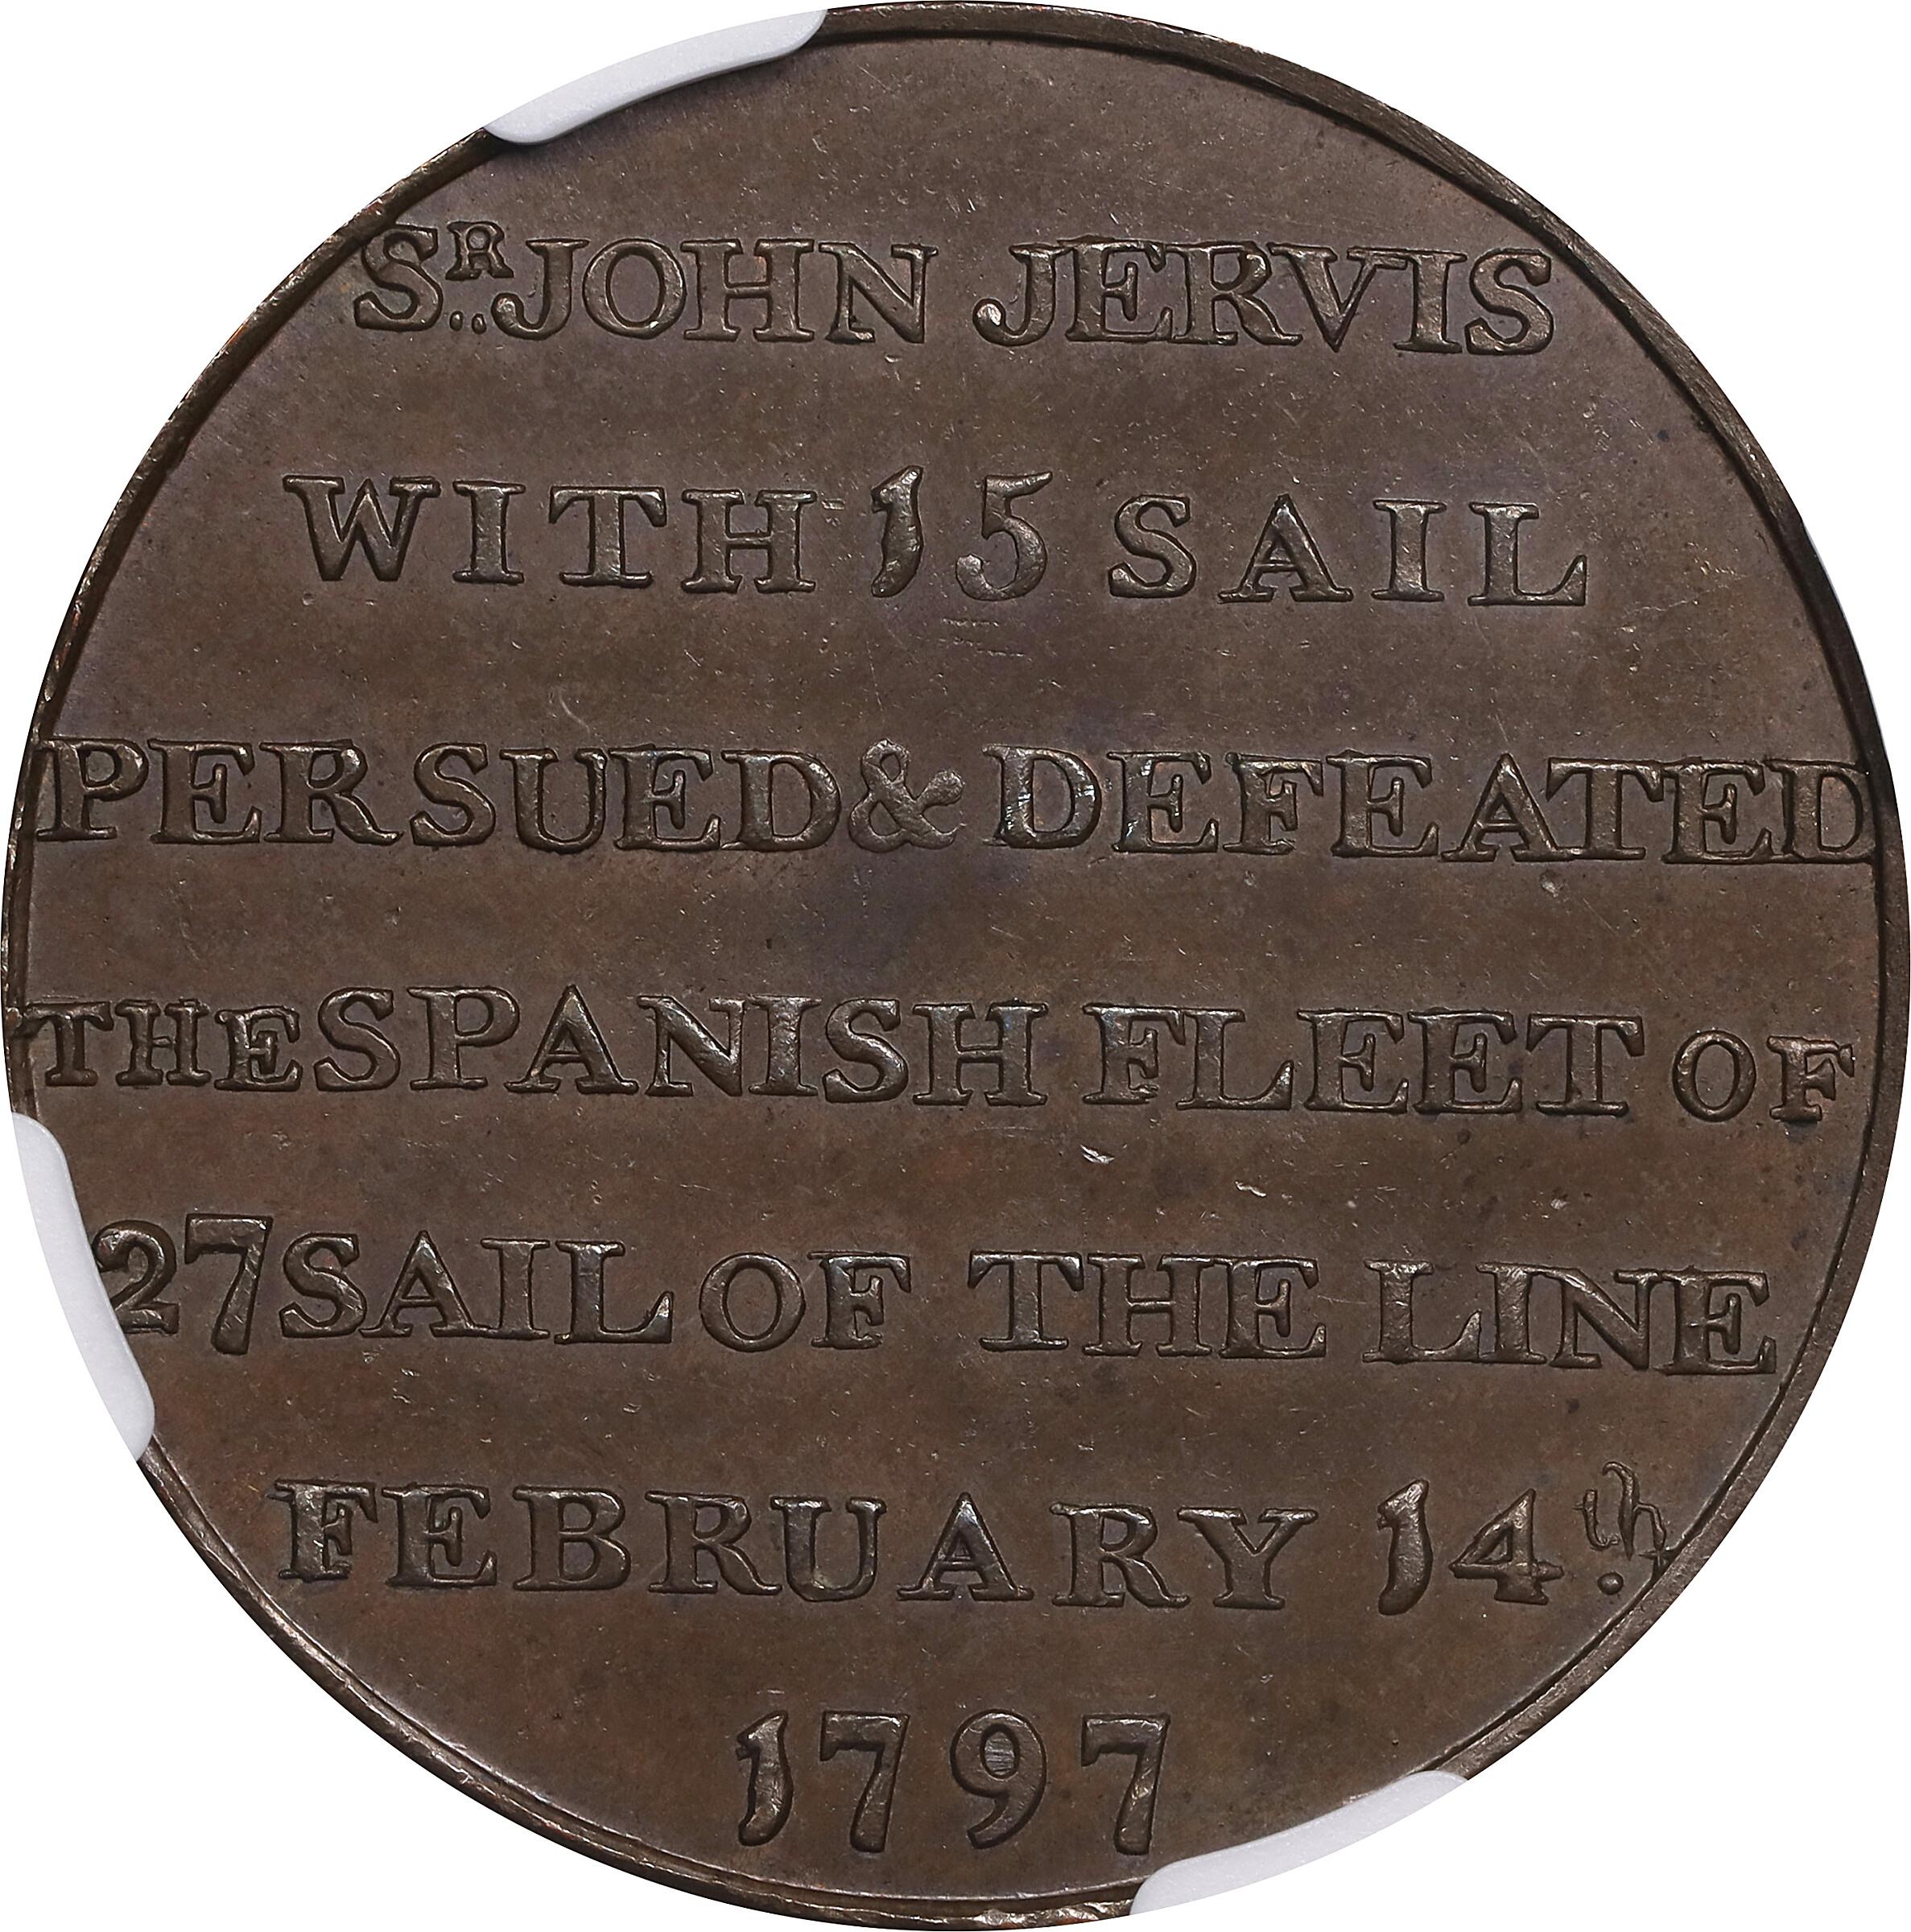 SR. JOHN JERVIS
WITH 15 SAIL
PERSUED & DEFEATED
THE SPANISH FLEET OF
27 SAIL OF THE LINE
FEBRUARY 14th.
1797